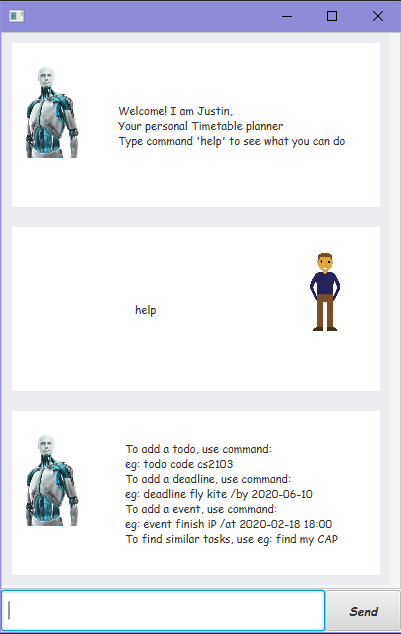 Welcome! I am Justin,
Your personal Timetable planner
Type command 'help' to see what you can do
help
To add a todo, use command:
eg: todo code cs2103
To add a deadline, use command:
eg: deadline fly kite /by 2020-06-10
To add a event, use command:
eg: event finish iP /at 2020-02-18 18:00
To find similar tasks, use eg: find my CAP
Send